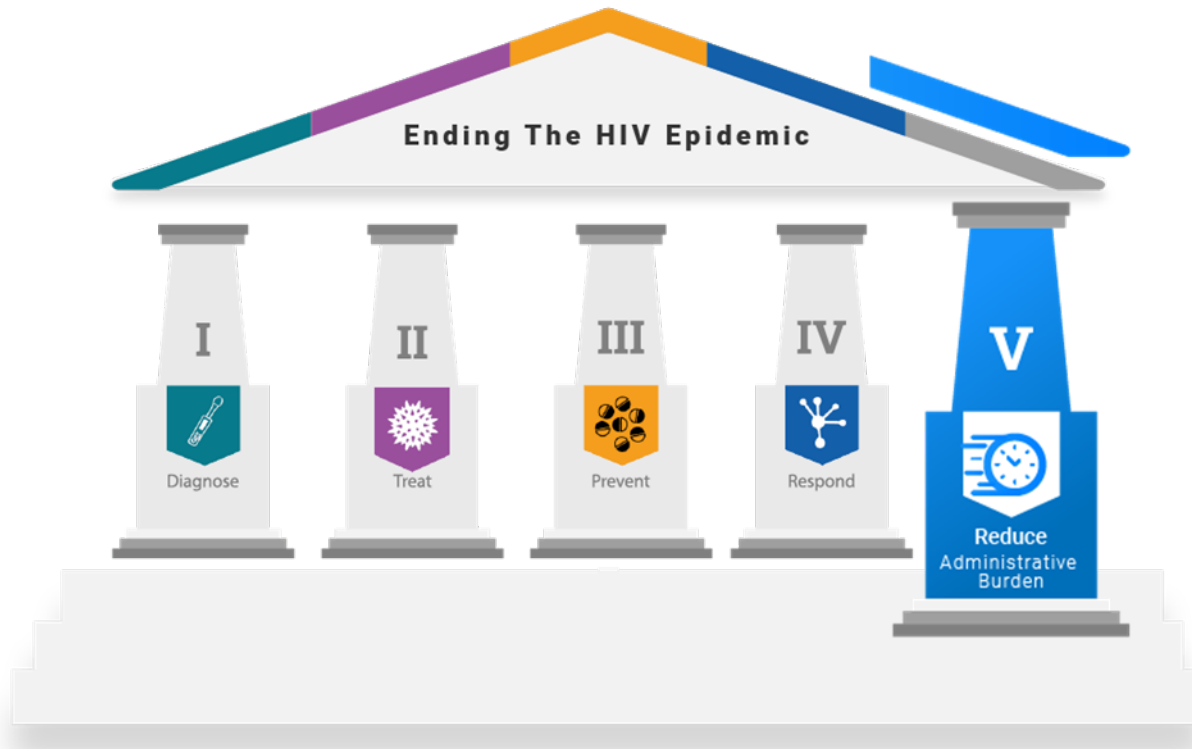 Ending The HIV Epidemic
I
II
III
IV
V
Diagnose
Treat
Prevent
Respond
Reduce
Administrative
Burden